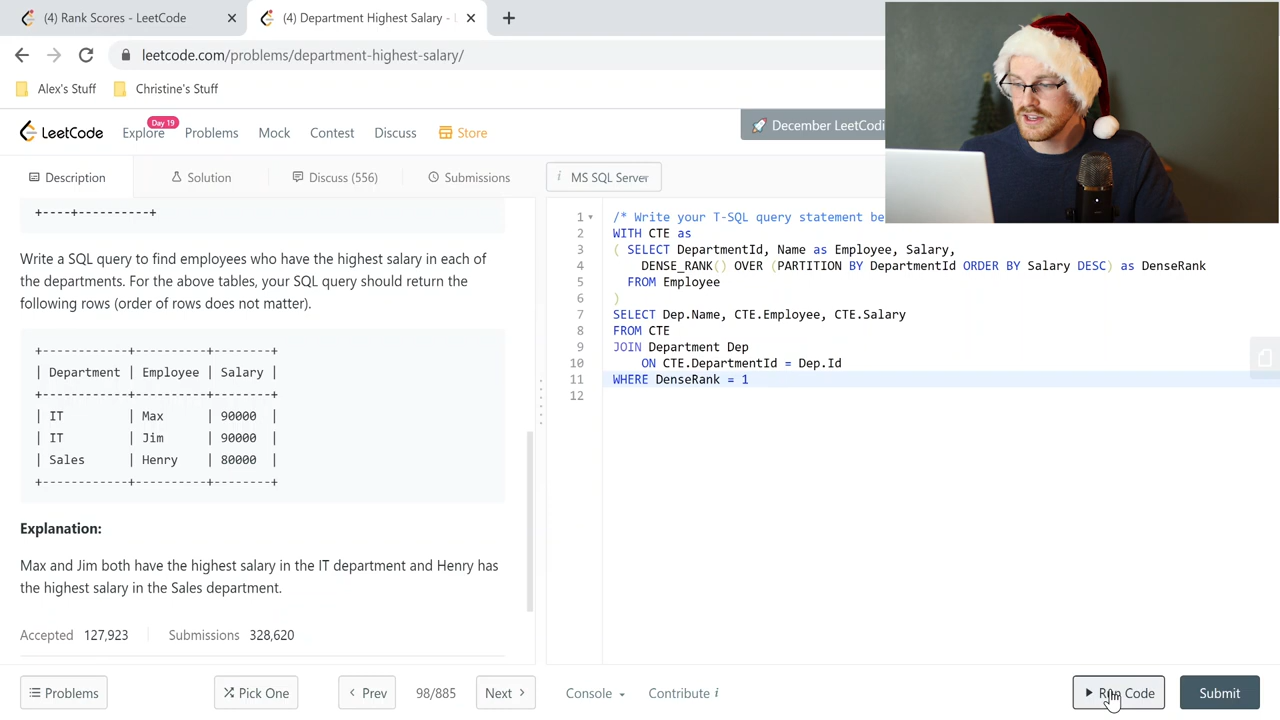 (4) Rank Scores - LeetCode
(4) Department Highest Salary - L
leetcode.com/problems/department-highest-salary/
Alex's Stuff
Christine's Stuff
LeetCode
Explore
Day 19
Problems
Mock
Contest
Discuss
Store
December LeetCodi
Description
Solution
Discuss (556)
Submissions
i MS SQL Server
+----+----------+
Write a SQL query to find employees who have the highest salary in each of
the departments. For the above tables, your SQL query should return the
following rows (order of rows does not matter).
+------------+----------+--------+
| Department | Employee | Salary |
+------------+----------+--------+
| IT | Max | 90000 |
| IT | Jim | 90000 |
| Sales | Henry | 80000 |
+------------+----------+--------+
Explanation:
Max and Jim both have the highest salary in the IT department and Henry has
the highest salary in the Sales department.
Accepted 127,923
Submissions 328,620
1 /* Write your T-SQL query statement be
2 WITH CTE as
3 ( SELECT DepartmentId, Name as Employee, Salary,
4 DENSE_RANK() OVER (PARTITION BY DepartmentId ORDER BY Salary DESC) as DenseRank
5 FROM Employee
6 )
7 SELECT Dep.Name, CTE.Employee, CTE.Salary
8 FROM CTE
9 JOIN Department Dep
10 ON CTE.DepartmentId = Dep.Id
11 WHERE DenseRank = 1
12
Problems
Pick One
Prev
98/885
Next
Console
Contribute i
Run Code
Submit